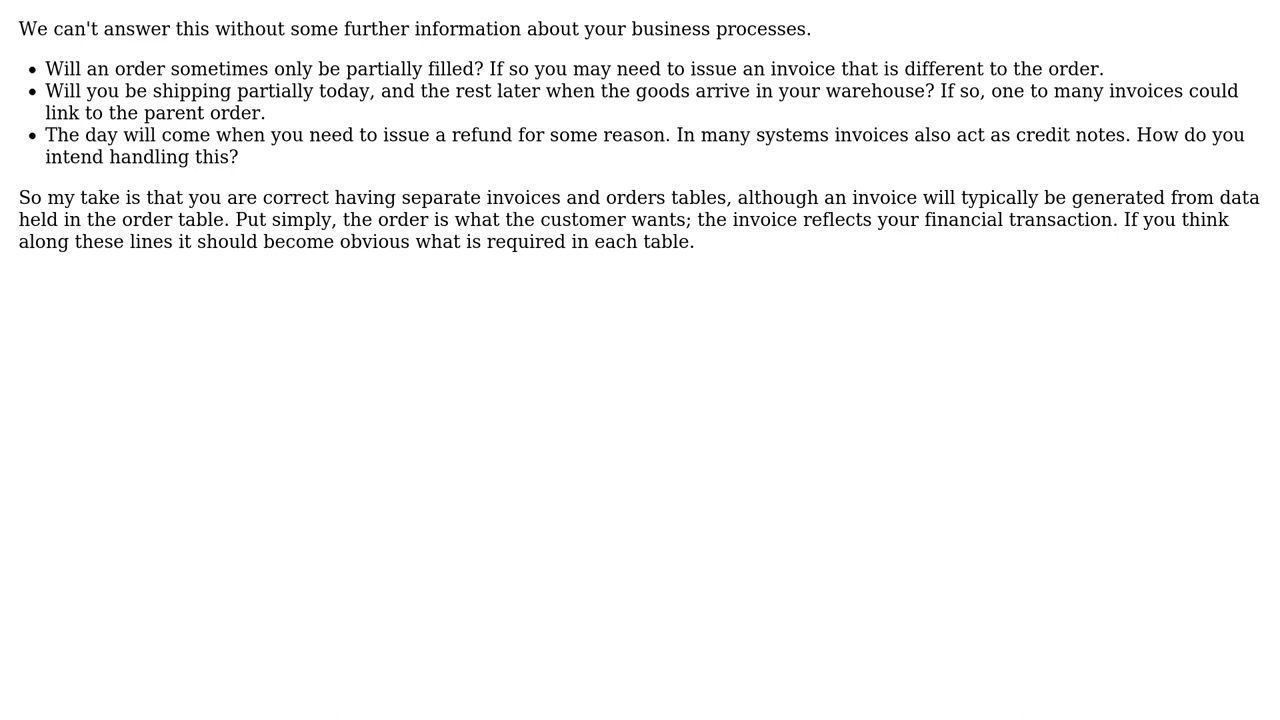 We can't answer this without some further information about your business processes.
• Will an order sometimes only be partially filled? If so you may need to issue an invoice that is different to the order.
• Will you be shipping partially today, and the rest later when the goods arrive in your warehouse? If so, one to many invoices could
link to the parent order.
• The day will come when you need to issue a refund for some reason. In many systems invoices also act as credit notes. How do you
intend handling this?
So my take is that you are correct having separate invoices and orders tables, although an invoice will typically be generated from data
held in the order table. Put simply, the order is what the customer wants; the invoice reflects your financial transaction. If you think
along these lines it should become obvious what is required in each table.